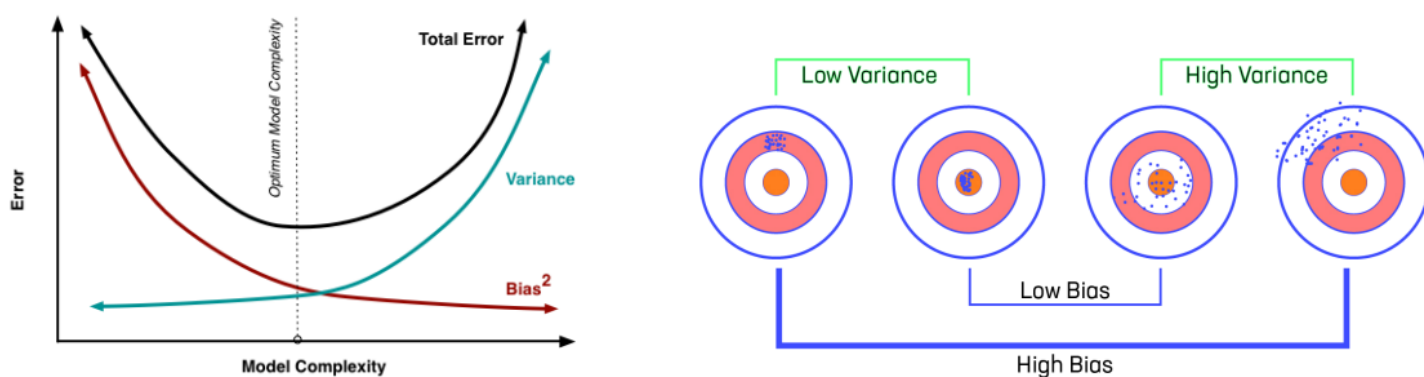 Total Error
Optimum Model Complexity
Variance
Error
Bias²
Model Complexity
Low Variance
High Variance
Low Bias
High Bias